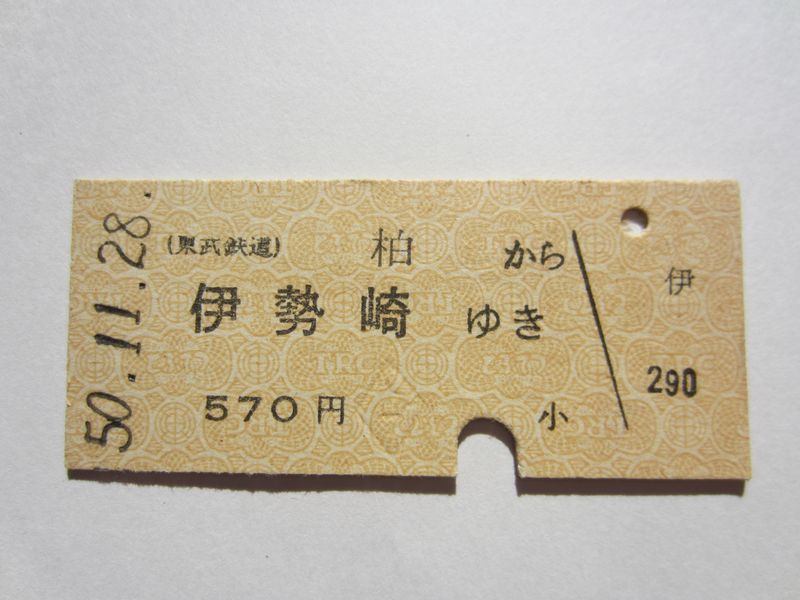 50.11.28.
(東武鉄道) 柏 から
伊勢崎 ゆき
570円 小
伊
290
TRC